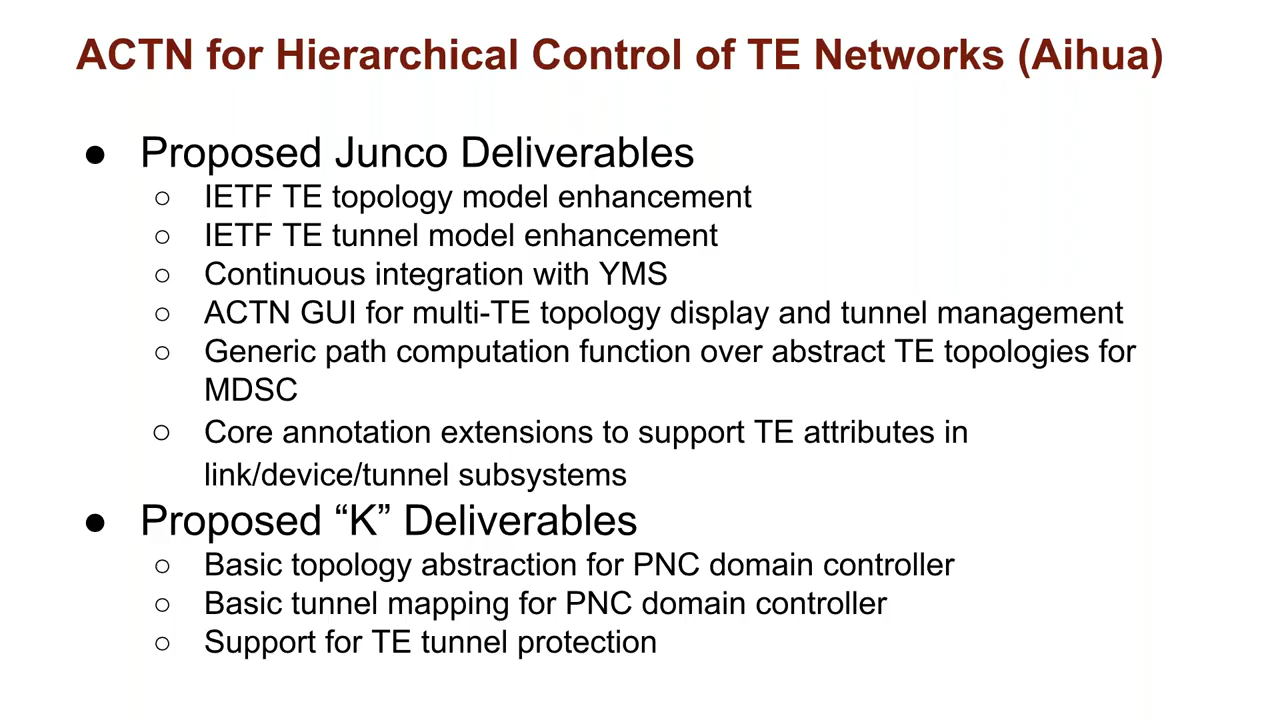 ACTN for Hierarchical Control of TE Networks (Aihua)
● Proposed Junco Deliverables
○ IETF TE topology model enhancement
○ IETF TE tunnel model enhancement
○ Continuous integration with YMS
○ ACTN GUI for multi-TE topology display and tunnel management
○ Generic path computation function over abstract TE topologies for
MDSC
○ Core annotation extensions to support TE attributes in
link/device/tunnel subsystems
● Proposed “K” Deliverables
○ Basic topology abstraction for PNC domain controller
○ Basic tunnel mapping for PNC domain controller
○ Support for TE tunnel protection